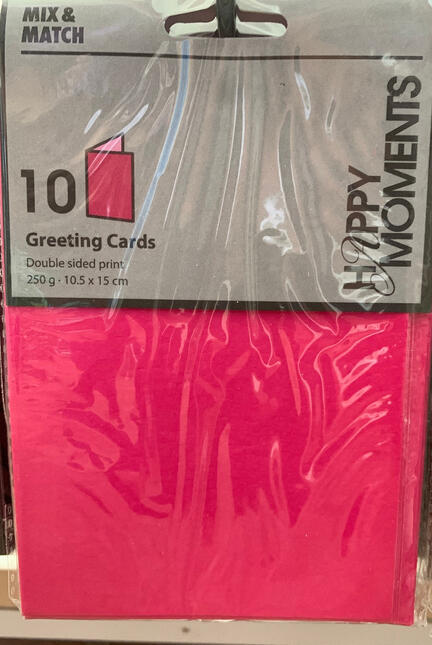 MIX &
MATCH
10
Greeting Cards
Double sided print
250 g · 10.5 x 15 cm
HAPPY
MOMENTS